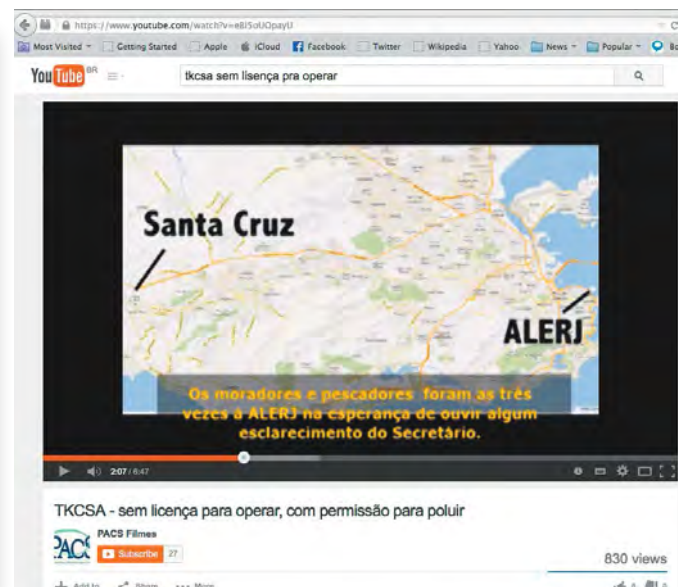 https://www.youtube.com/watch?v=e8J5oUOpayU
Most Visited Getting Started Apple iCloud Facebook Twitter Wikipedia Yahoo News Popular
YouTube BR tkcsa sem lisença pra operar
Santa Cruz
ALERJ
Os moradores e pescadores foram as três
vezes à ALERJ na esperança de ouvir algum
esclarecimento do Secretário.
2:07 / 6:47
TKCSA - sem licença para operar, com permissão para poluir
PACS Filmes
PACS
Subscribe 27
830 views
Add to Share More